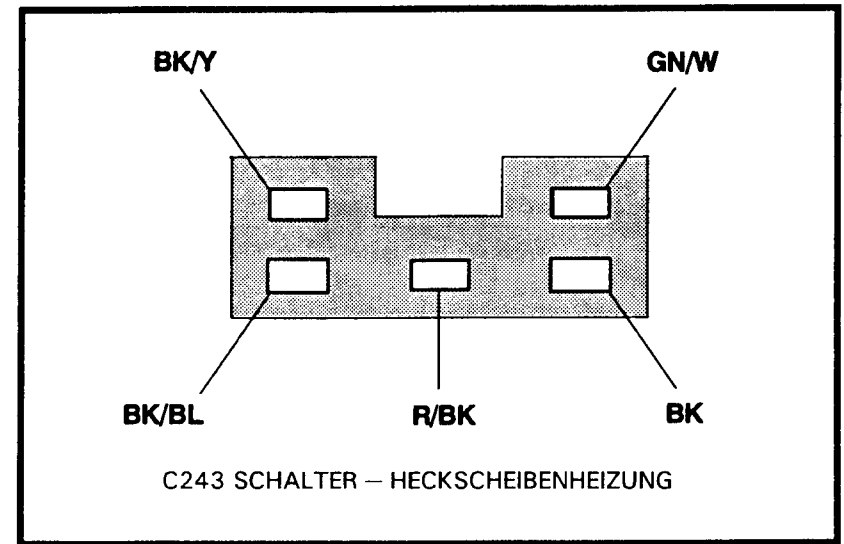 BK/Y GN/W
BK/BL R/BK BK
C243 SCHALTER – HECKSCHEIBENHEIZUNG